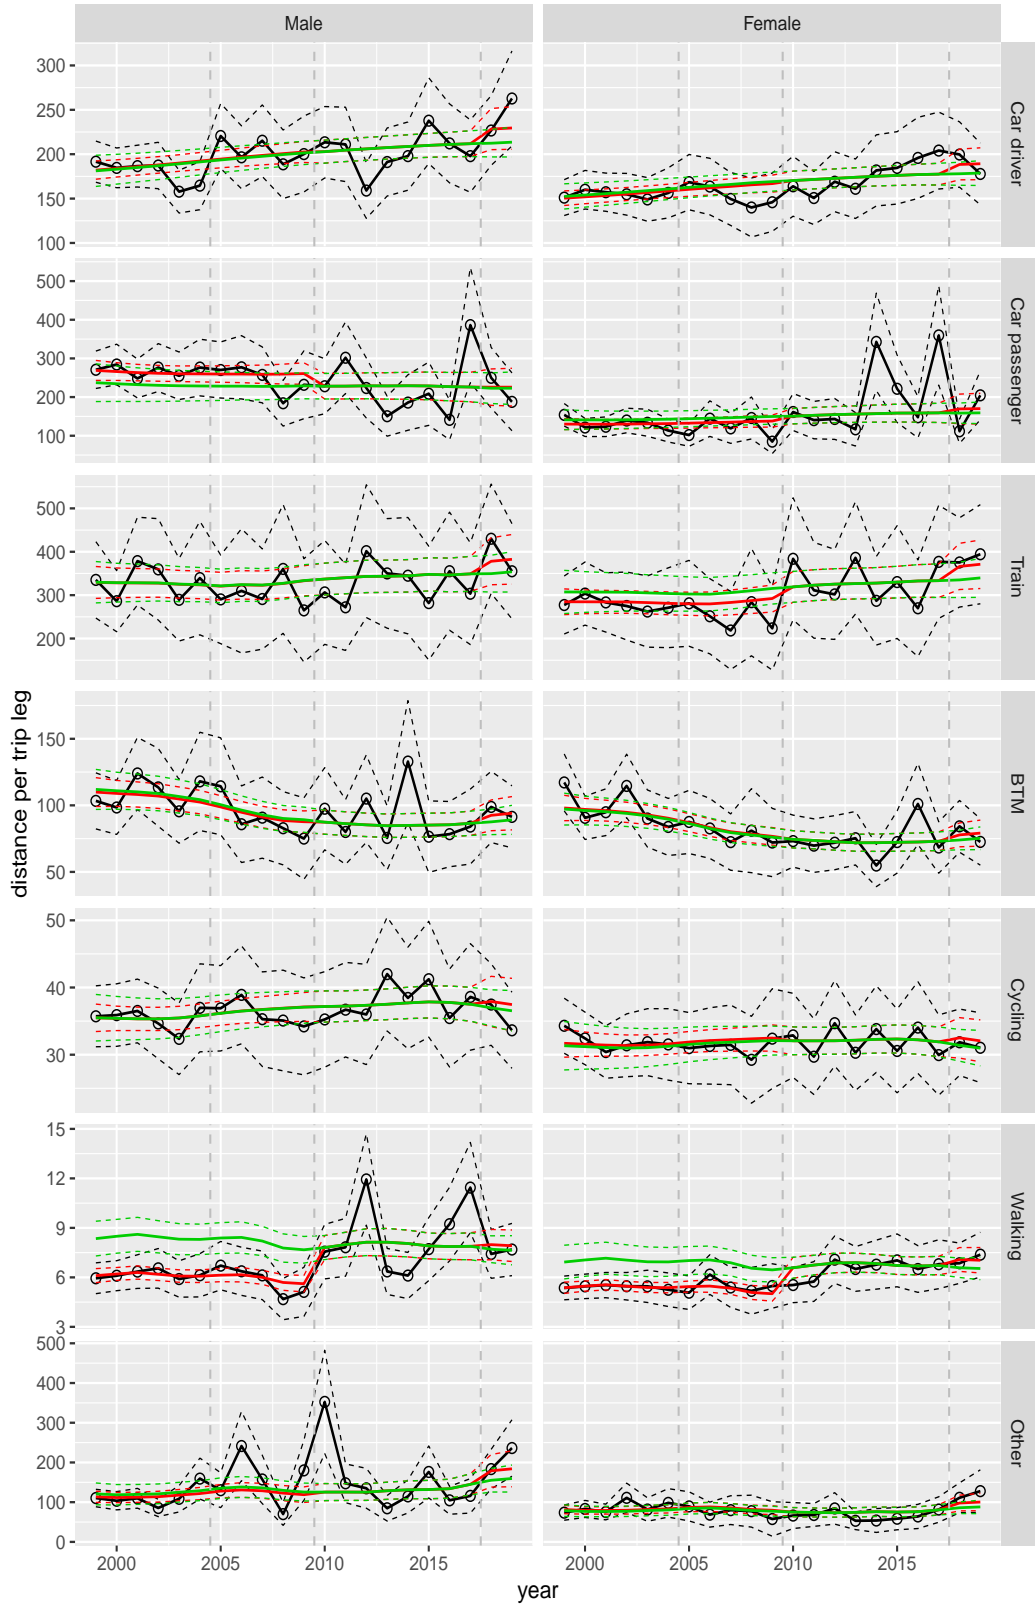 Male Female
300
250
200
150
100
Car driver
500
400
300
200
100
Car passenger
500
400
300
200
Train
150
100
50
BTM
50
40
30
Cycling
15
12
9
6
3
Walking
500
400
300
200
100
0
Other
2000 2005 2010 2015 2000 2005 2010 2015
year
distance per trip leg